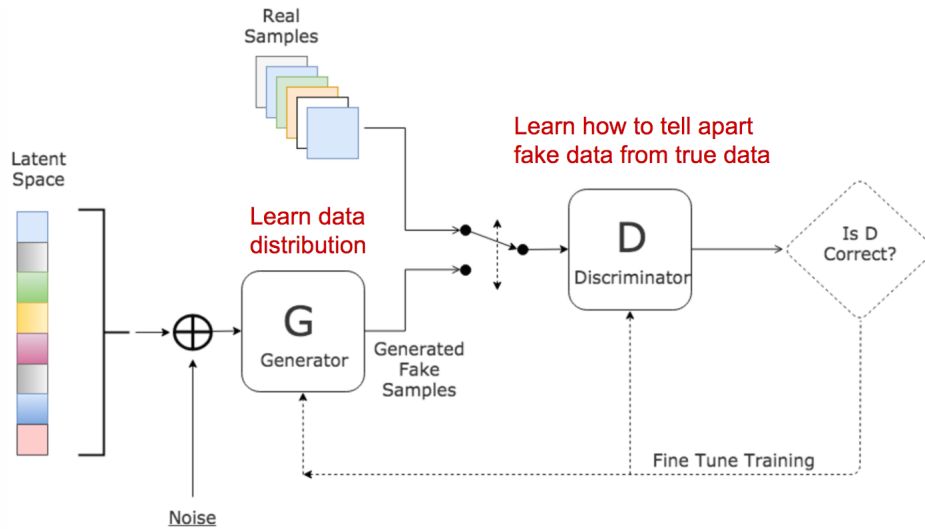 Real
Samples
Learn how to tell apart
fake data from true data
Latent
Space
Learn data
distribution
D
Discriminator
Is D
Correct?
G
Generator
Generated
Fake
Samples
Fine Tune Training
Noise